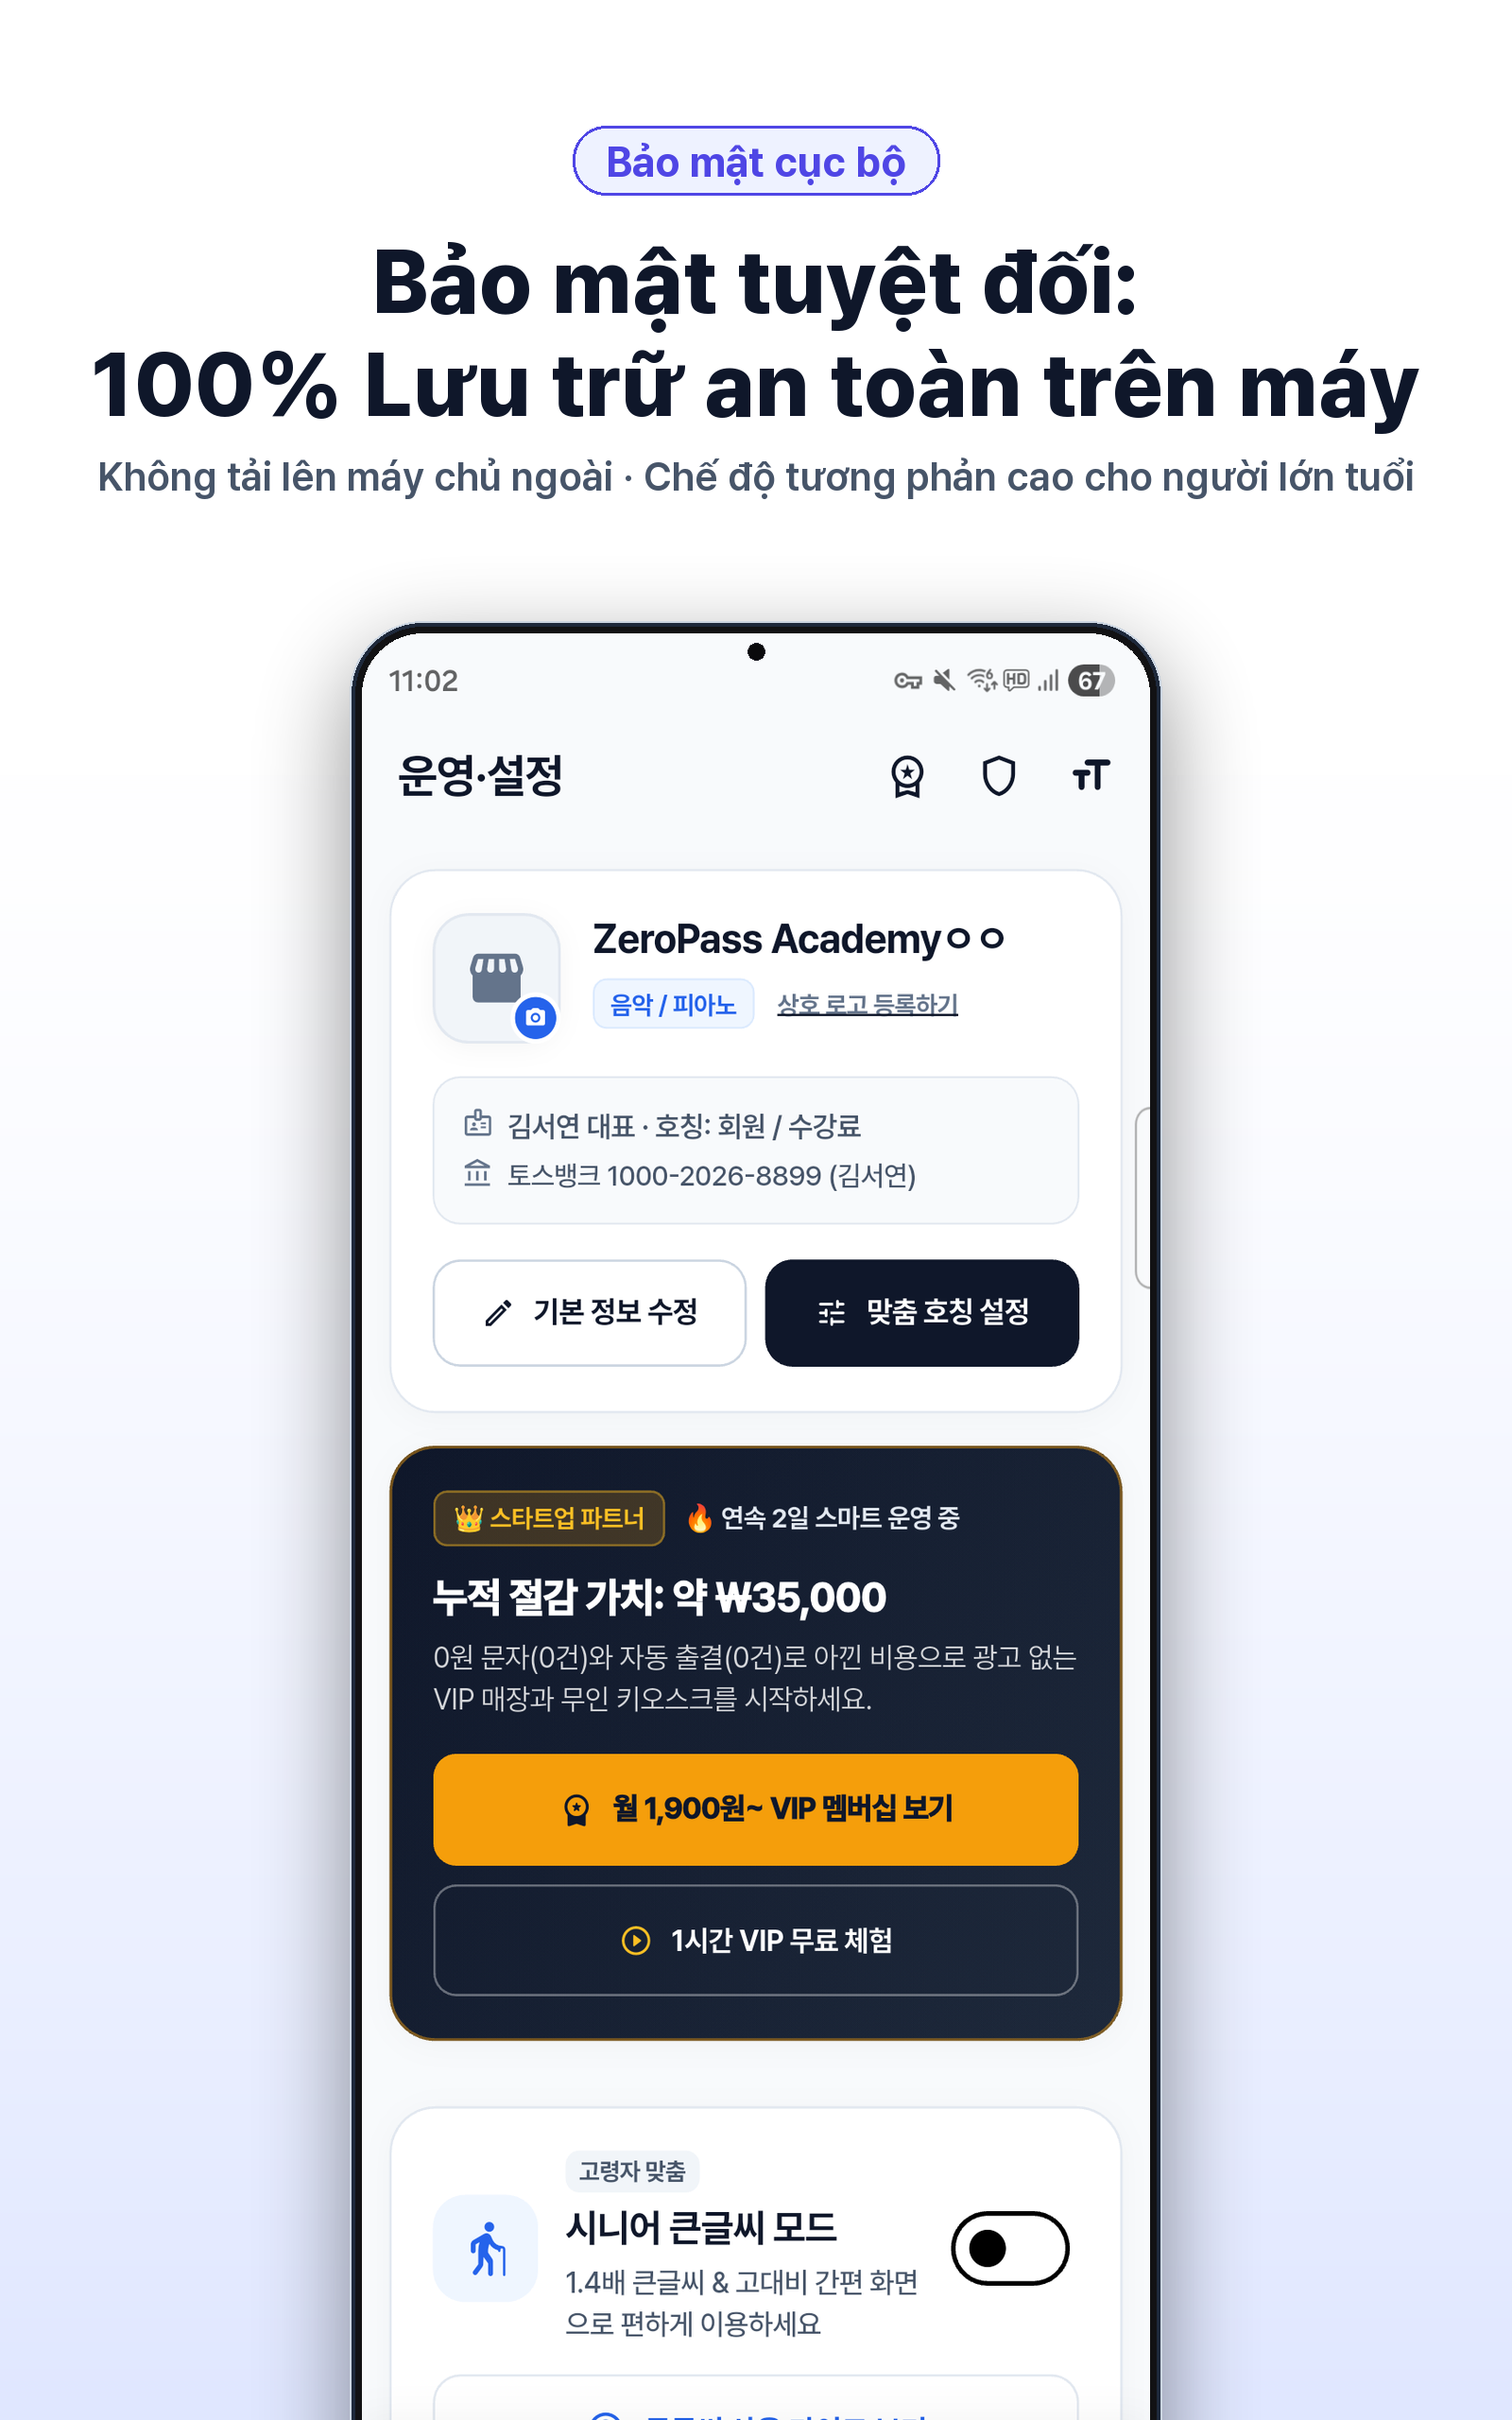 Bảo mật cục bộ
Bảo mật tuyệt đối:
100% Lưu trữ an toàn trên máy
Không tải lên máy chủ ngoài · Chế độ tương phản cao cho người lớn tuổi
11:02
HD
67
운영·설정
ZeroPass Academyㅇㅇ
음악 / 피아노
상호 로고 등록하기
김서연 대표 · 호칭: 회원 / 수강료
토스뱅크 1000-2026-8899 (김서연)
기본 정보 수정
맞춤 호칭 설정
👑 스타트업 파트너
🔥 연속 2일 스마트 운영 중
누적 절감 가치: 약 ₩35,000
0원 문자(0건)와 자동 출결(0건)로 아낀 비용으로 광고 없는
VIP 매장과 무인 키오스크를 시작하세요.
월 1,900원~ VIP 멤버십 보기
1시간 VIP 무료 체험
고령자 맞춤
시니어 큰글씨 모드
1.4배 큰글씨 & 고대비 간편 화면
으로 편하게 이용하세요